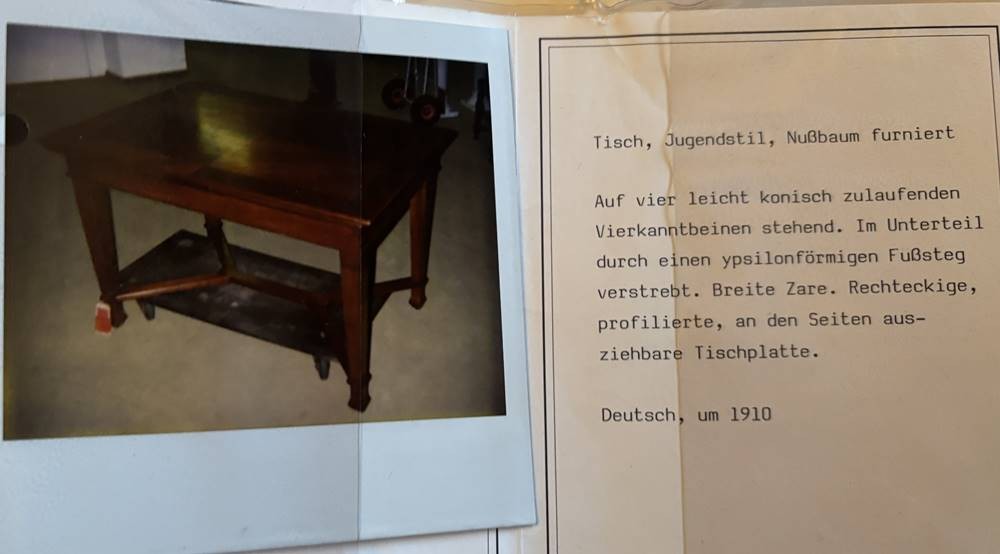 Tisch, Jugendstil, Nußbaum furniert
Auf vier leicht konisch zulaufenden
Vierkantbeinen stehend. Im Unterteil
durch einen ypsilonförmigen Fußsteg
verstrebt. Breite Zare. Rechteckige,
profilierte, an den Seiten aus-
ziehbare Tischplatte.
Deutsch, um 1910